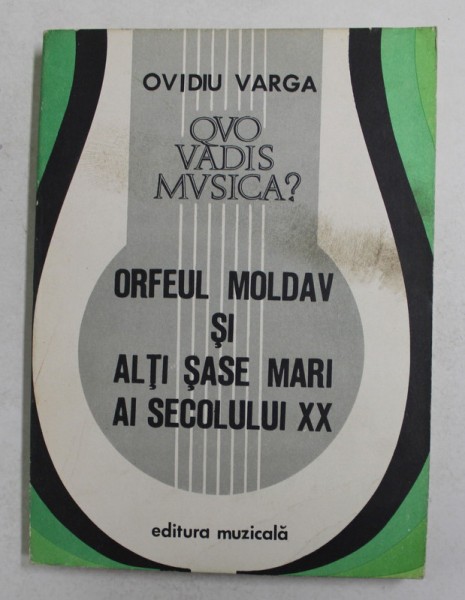 OVIDIU VARGA
QVO
VADIS
MVSICA?
ORFEUL MOLDAV
ŞI
ALŢI ŞASE MARI
AI SECOLULUI XX
editura muzicală